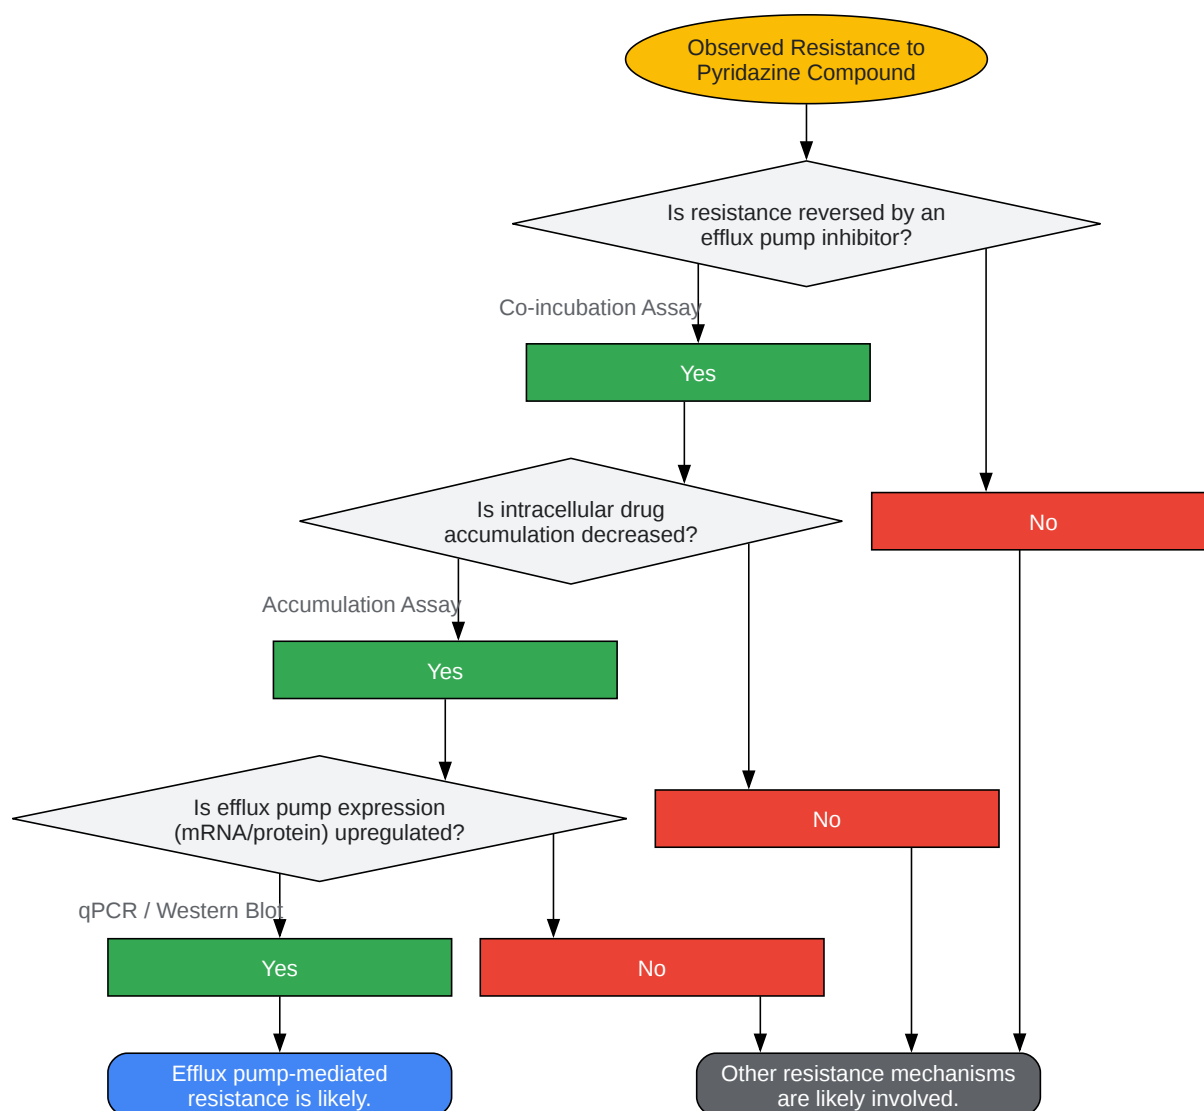 Observed Resistance to
Pyridazine Compound
Is resistance reversed by an
efflux pump inhibitor?
Co-incubation Assay
Yes
No
Is intracellular drug
accumulation decreased?
Accumulation Assay
Yes
No
Is efflux pump expression
(mRNA/protein) upregulated?
qPCR / Western Blot
Yes
No
Efflux pump-mediated
resistance is likely.
Other resistance mechanisms
are likely involved.